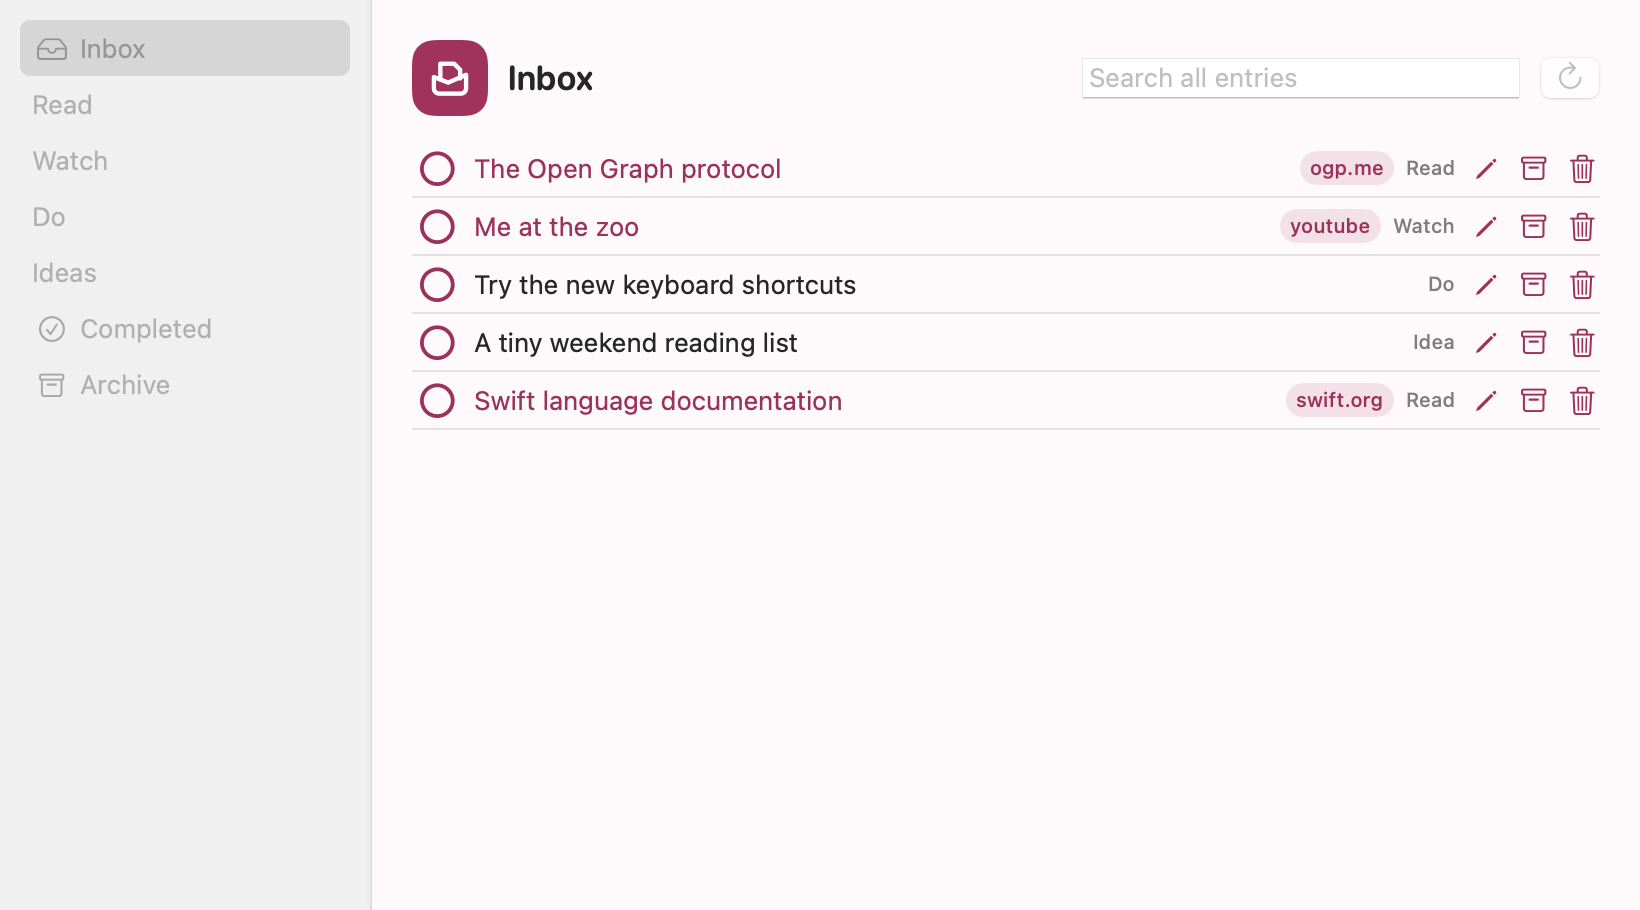 Inbox
Read
Watch
Do
Ideas
Completed
Archive
Inbox
Search all entries
The Open Graph protocol ogp.me Read
Me at the zoo youtube Watch
Try the new keyboard shortcuts Do
A tiny weekend reading list Idea
Swift language documentation swift.org Read